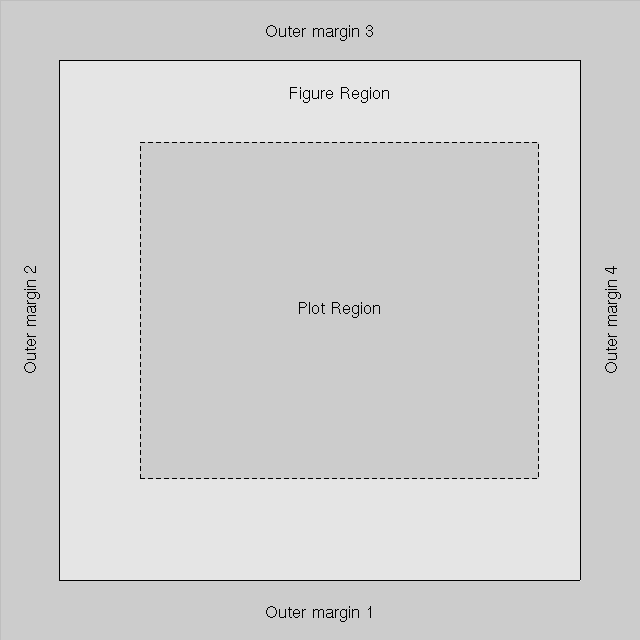 Outer margin 3
Figure Region
Outer margin 2
Plot Region
Outer margin 4
Outer margin 1